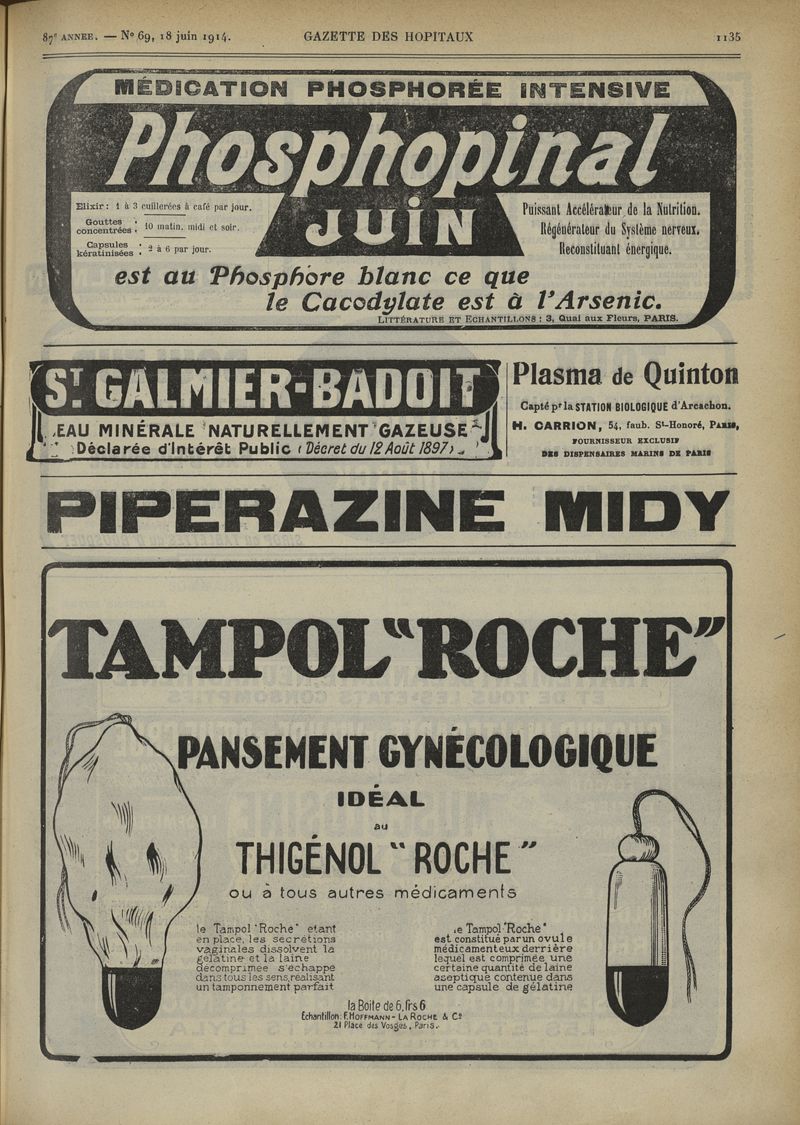 87e ANNEE. — No 69, 18 juin 1914.
GAZETTE DES HOPITAUX
1135
MÉDICATION PHOSPHORÉE INTENSIVE
Phosphopinal
JUIN
Elixir : 1 à 3 cuillerées à café par jour.
Gouttes concentrées : 10 matin, midi et soir.
Capsules kératinisées : 2 à 6 par jour.
Puissant Accélérateur de la Nutrition.
Régénérateur du Système nerveux.
Reconstituant énergique.
est au Phosphore blanc ce que
le Cacodylate est à l'Arsenic.
LITTÉRATURE ET ECHANTILLONS : 3, Quai aux Fleurs, PARIS.
ST GALMIER-BADOIT
EAU MINÉRALE NATURELLEMENT GAZEUSE
Déclarée d'Intérêt Public (Décret du 12 Août 1897)
Plasma de Quinton
Capté pr la STATION BIOLOGIQUE d'Arcachon.
H. CARRION, 54, faub. St-Honoré, PARIS,
FOURNISSEUR EXCLUSIF
DES DISPENSAIRES MARINS DE PARIS
PIPERAZINE MIDY
TAMPOL "ROCHE"
PANSEMENT GYNÉCOLOGIQUE
IDÉAL
au
THIGÉNOL "ROCHE"
ou à tous autres médicaments
le Tampol "Roche" etant
en place, les secrétions
vaginales dissolvent la
gélatine et la laine
decomprimée s'échappe
dans tous les sens, réalisant
un tamponnement parfait
Le Tampol "Roche"
est constitué par un ovule
médicamenteux derrière
lequel est comprimée une
certaine quantité de laine
aseptique contenue dans
une capsule de gélatine
la Boite de 6, frs 6
Echantillon : F. HOFFMANN - LA ROCHE & Co
21 Place des Vosges, Paris.